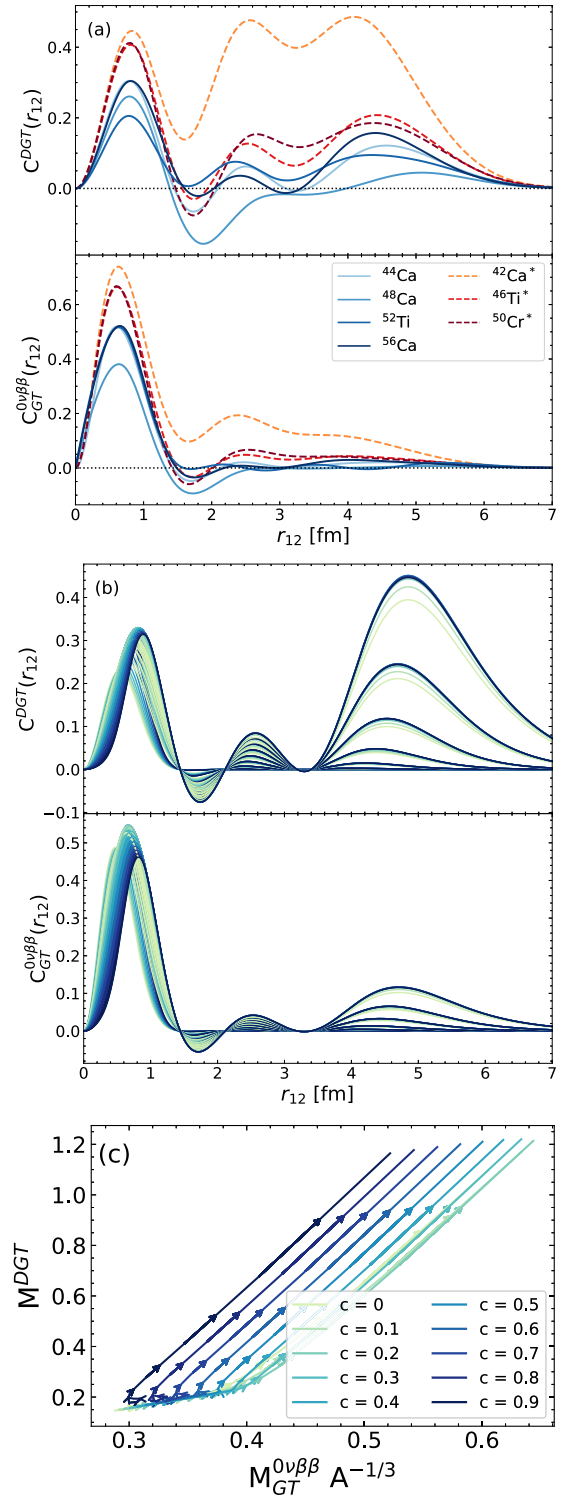 (a)
0.4
0.2
0.0
C^{DGT}(r_{12})
^{44}Ca
^{48}Ca
^{52}Ti
^{56}Ca
^{42}Ca^*
^{46}Ti^*
^{50}Cr^*
0.6
0.4
0.2
0.0
C_{GT}^{0νββ}(r_{12})
0 1 2 3 4 5 6 7
r_{12} [fm]
(b)
0.4
0.3
0.2
0.1
0.0
−0.1
C^{DGT}(r_{12})
0.5
0.4
0.3
0.2
0.1
0.0
C_{GT}^{0νββ}(r_{12})
0 1 2 3 4 5 6 7
r_{12} [fm]
(c)
1.2
1.0
0.8
0.6
0.4
0.2
M^{DGT}
c = 0
c = 0.1
c = 0.2
c = 0.3
c = 0.4
c = 0.5
c = 0.6
c = 0.7
c = 0.8
c = 0.9
0.3 0.4 0.5 0.6
M_{GT}^{0νββ} A^{−1/3}